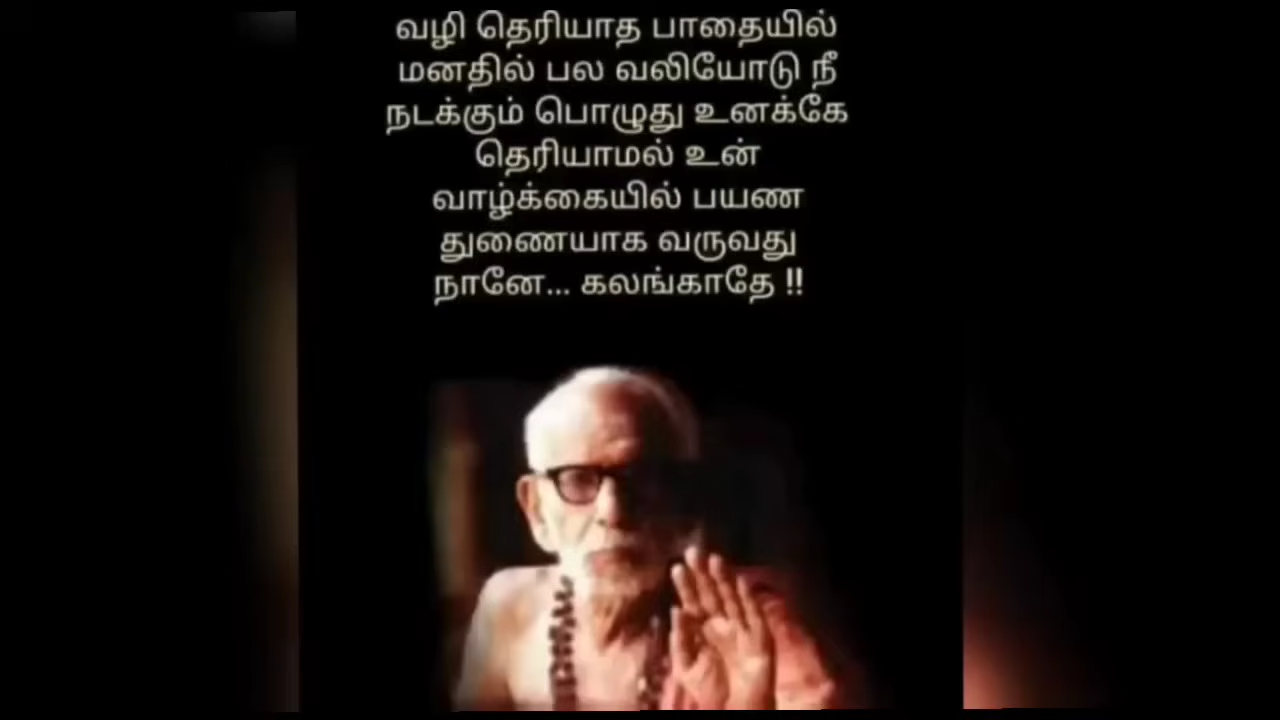 வழி தெரியாத பாதையில்
மனதில் பல வலியோடு நீ
நடக்கும் பொழுது உனக்கே
தெரியாமல் உன்
வாழ்க்கையில் பயண
துணையாக வருவது
நானே... கலங்காதே !!